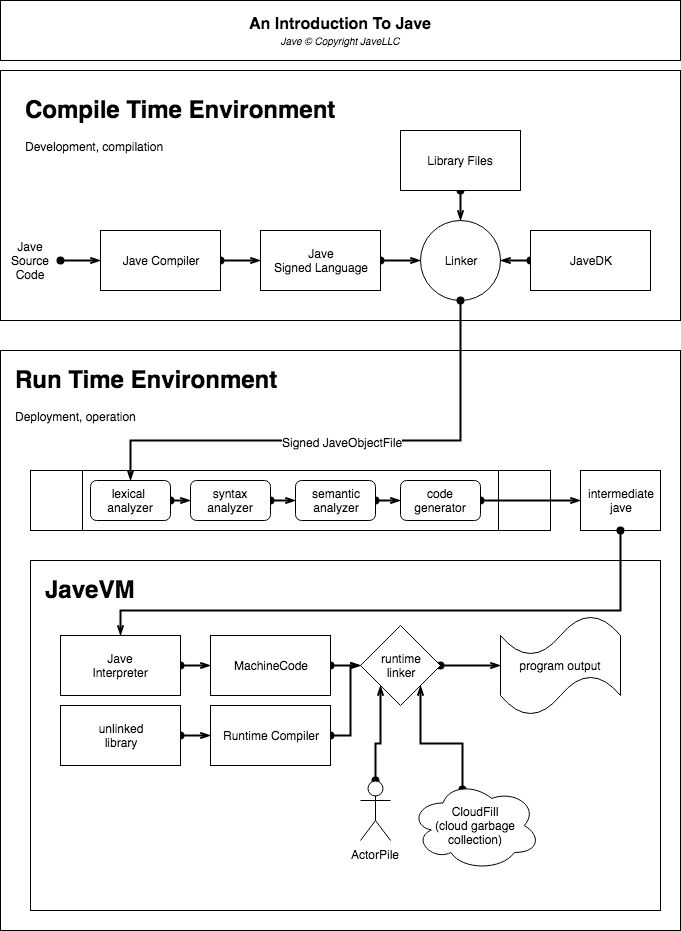 An Introduction To Jave
Jave © Copyright JaveLLC
Compile Time Environment
Development, compilation
Library Files
Jave
Source
Code
Jave Compiler
Jave
Signed Language
Linker
JaveDK
Run Time Environment
Deployment, operation
Signed JaveObjectFile
lexical
analyzer
syntax
analyzer
semantic
analyzer
code
generator
intermediate
jave
JaveVM
Jave
Interpreter
MachineCode
runtime
linker
program output
unlinked
library
Runtime Compiler
ActorPile
CloudFill
(cloud garbage
collection)